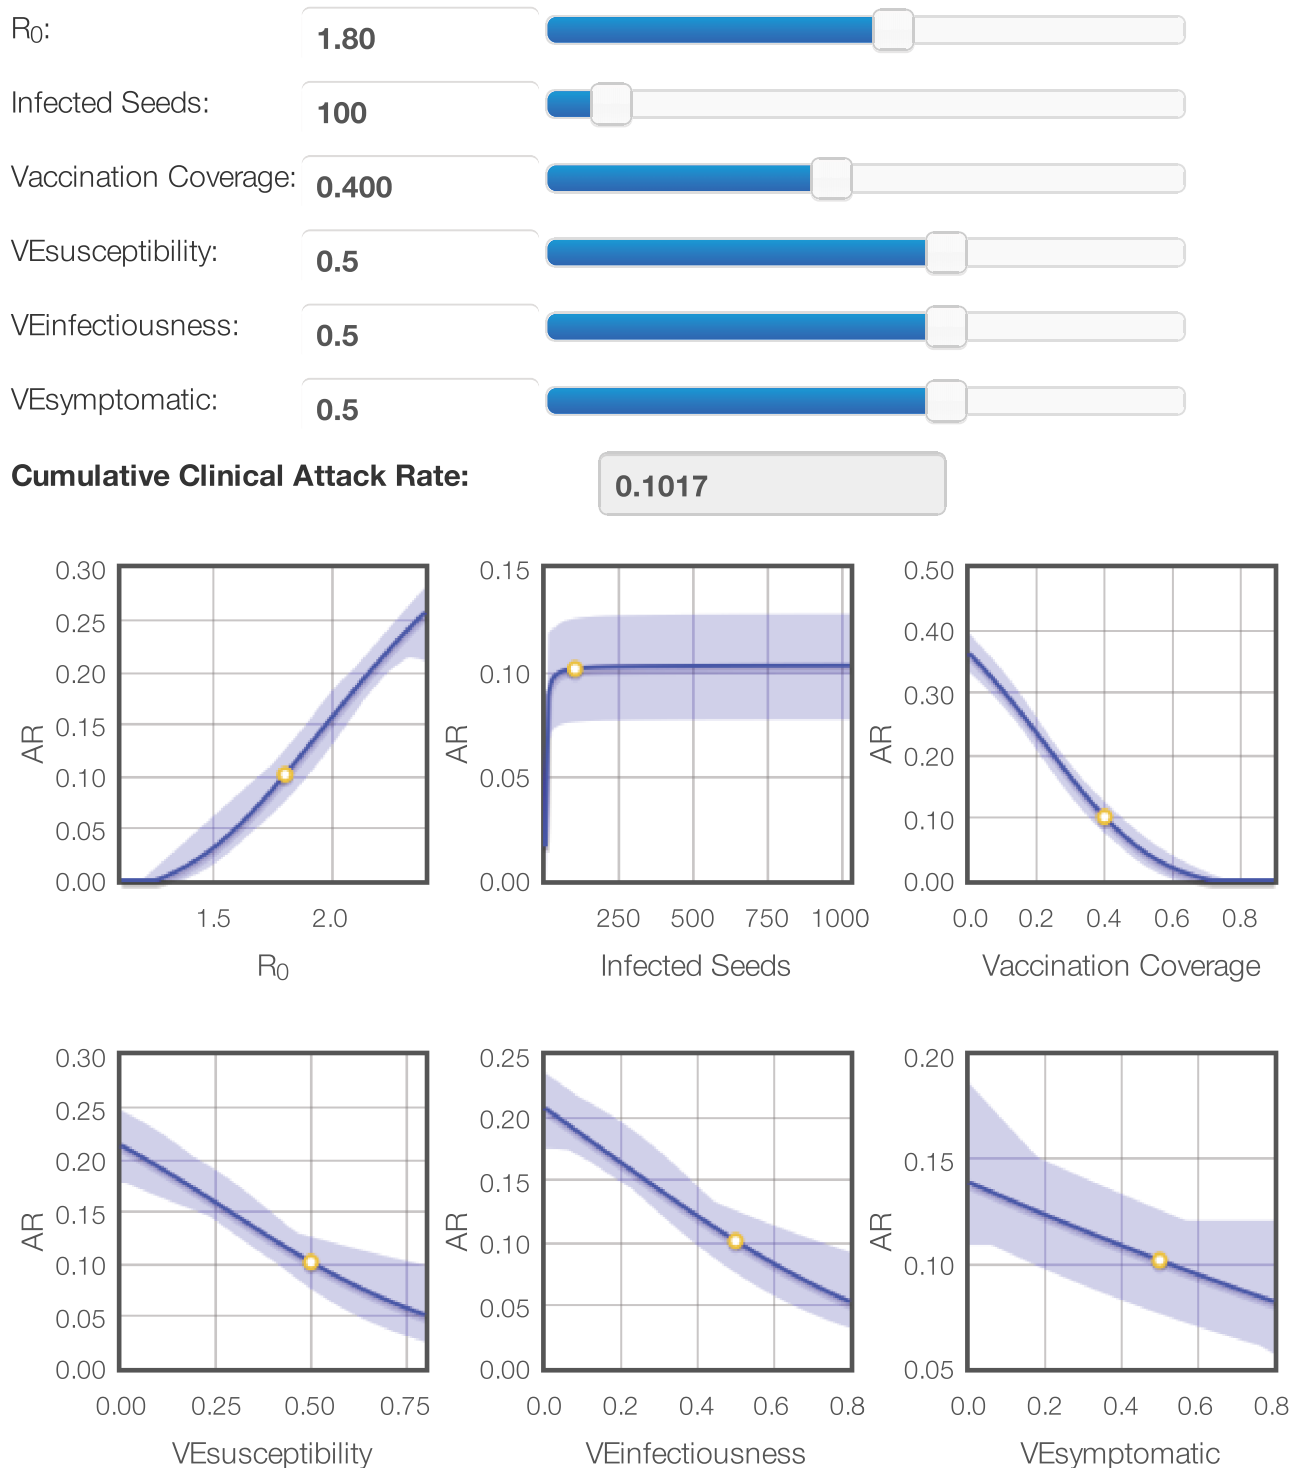 R0: 1.80
Infected Seeds: 100
Vaccination Coverage: 0.400
VEsusceptibility: 0.5
VEinfectiousness: 0.5
VEsymptomatic: 0.5
Cumulative Clinical Attack Rate: 0.1017
0.30
0.25
0.20
0.15
0.10
0.05
0.00
AR
1.5 2.0
R0
0.15
0.10
0.05
0.00
AR
250 500 750 1000
Infected Seeds
0.50
0.40
0.30
0.20
0.10
0.00
AR
0.0 0.2 0.4 0.6 0.8
Vaccination Coverage
0.30
0.25
0.20
0.15
0.10
0.05
0.00
AR
0.00 0.25 0.50 0.75
VEsusceptibility
0.25
0.20
0.15
0.10
0.05
0.00
AR
0.0 0.2 0.4 0.6 0.8
VEinfectiousness
0.20
0.15
0.10
0.05
AR
0.0 0.2 0.4 0.6 0.8
VEsymptomatic